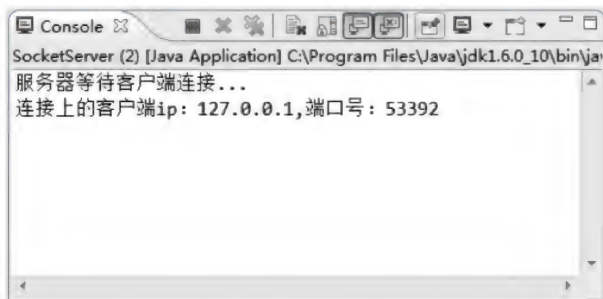 Console
SocketServer (2) [Java Application] C:\Program Files\Java\jdk1.6.0_10\bin\jav
服务器等待客户端连接...
连接上的客户端ip：127.0.0.1,端口号：53392